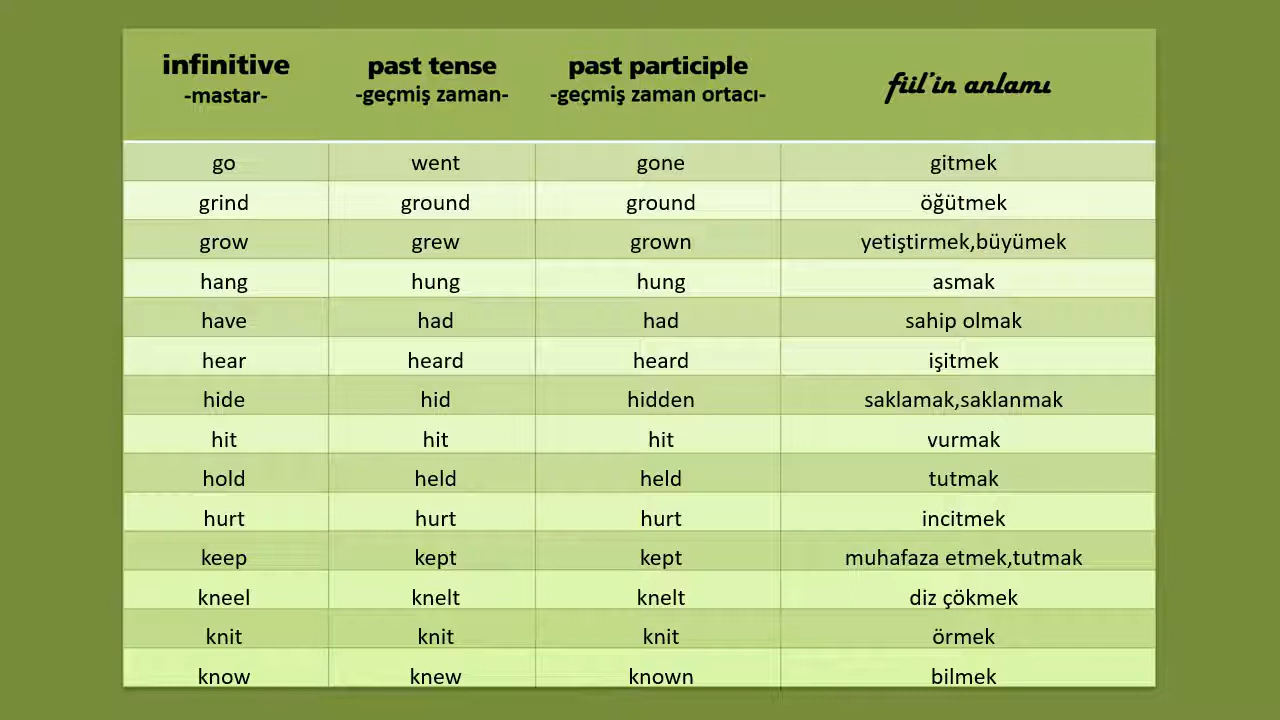 infinitive past tense past participle fiil'in anlamı
-mastar- -geçmiş zaman- -geçmiş zaman ortacı-
go went gone gitmek
grind ground ground öğütmek
grow grew grown yetiştirmek,büyümek
hang hung hung asmak
have had had sahip olmak
hear heard heard işitmek
hide hid hidden saklamak,saklanmak
hit hit hit vurmak
hold held held tutmak
hurt hurt hurt incitmek
keep kept kept muhafaza etmek,tutmak
kneel knelt knelt diz çökmek
knit knit knit örmek
know knew known bilmek